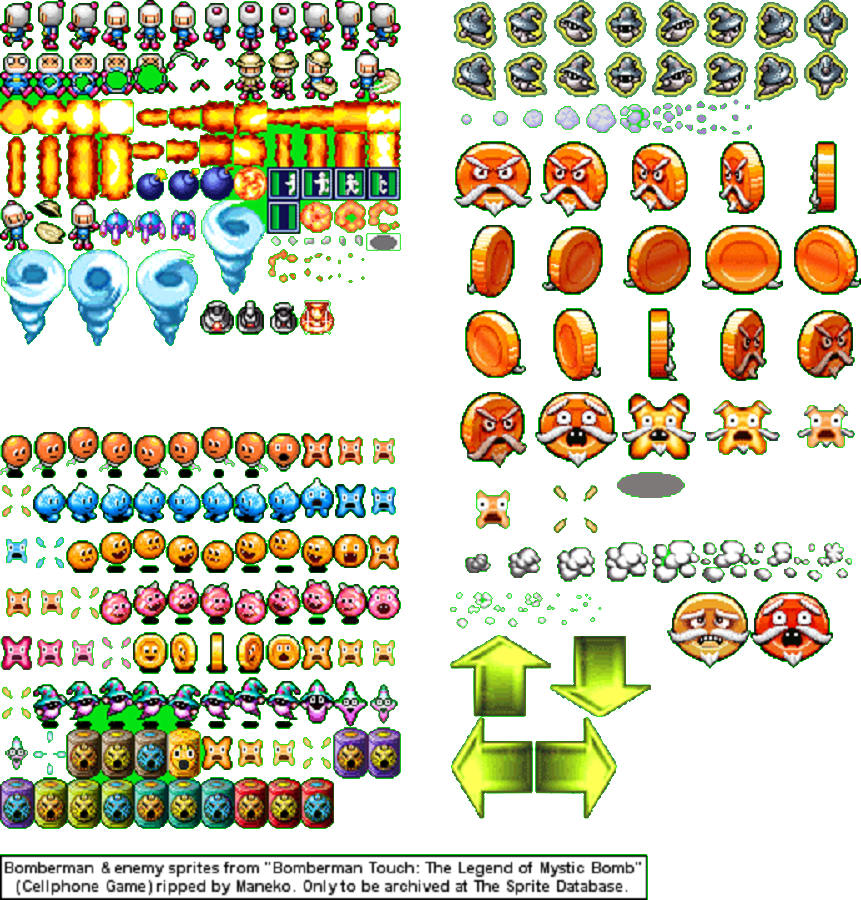 Bomberman & enemy sprites from "Bomberman Touch: The Legend of Mystic Bomb"
(Cellphone Game) ripped by Maneko. Only to be archived at The Sprite Database.